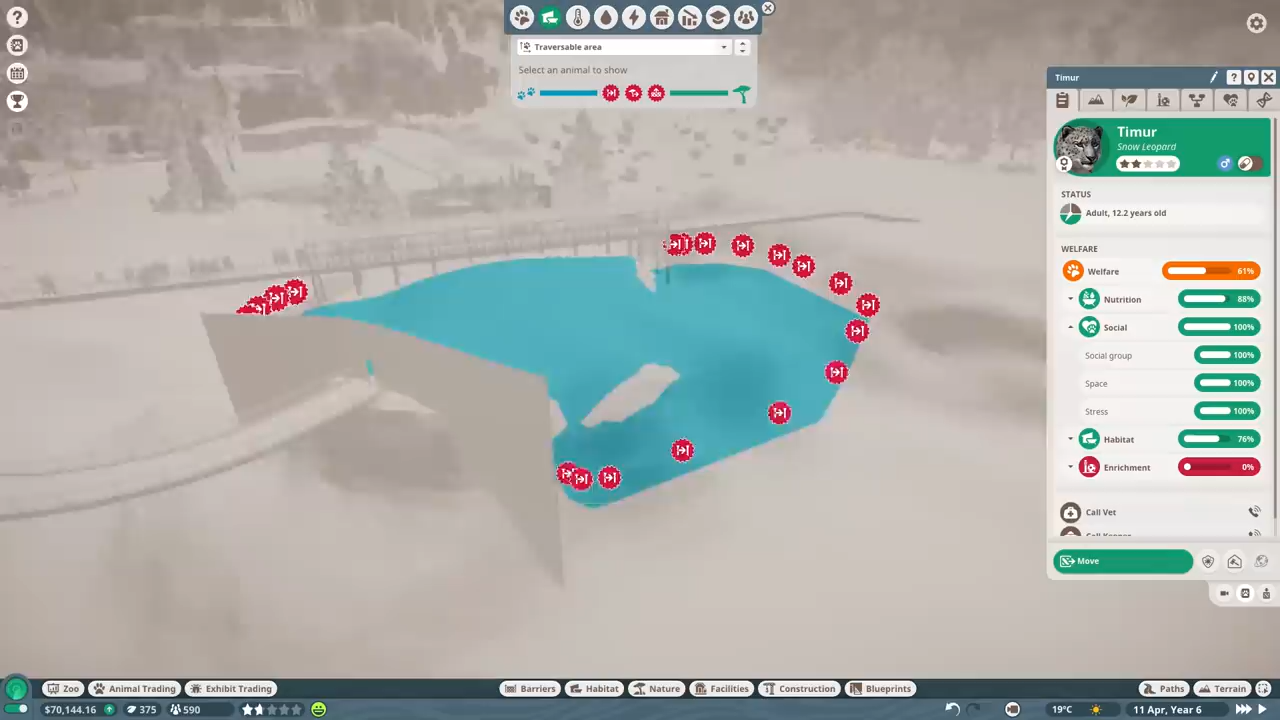 Traversable area
Select an animal to show
Timur
Timur
Snow Leopard
STATUS
Adult, 12.2 years old
WELFARE
Welfare 61%
Nutrition 88%
Social 100%
Social group 100%
Space 100%
Stress 100%
Habitat 76%
Enrichment 0%
Call Vet
Call Keeper
Move
Zoo
Animal Trading
Exhibit Trading
Barriers
Habitat
Nature
Facilities
Construction
Blueprints
Paths
Terrain
$70,144.16
375
590
19°C
11 Apr, Year 6